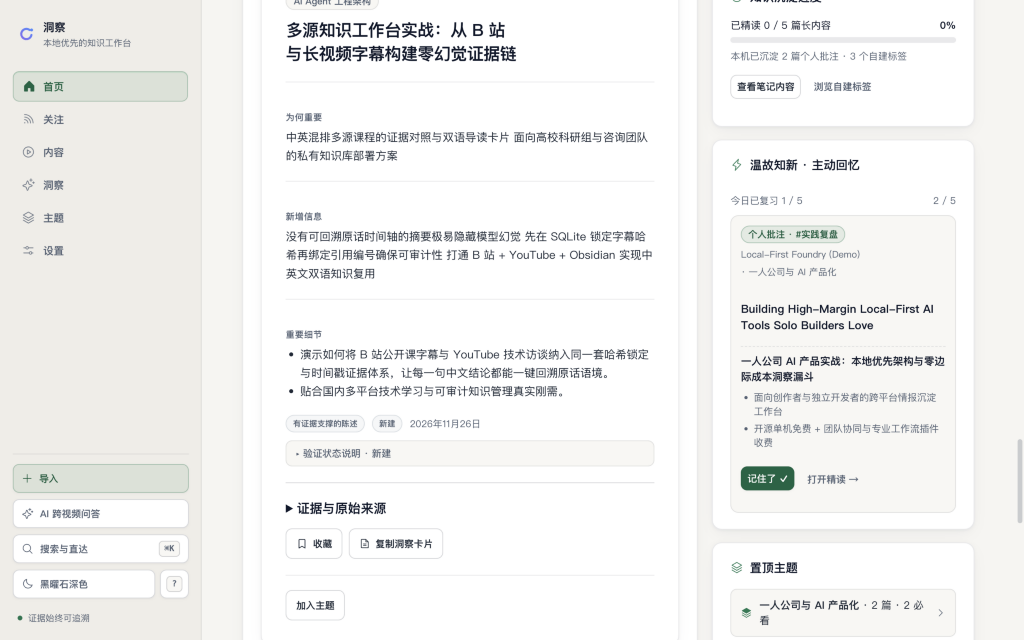 洞察
本地优先的知识工作台
首页
关注
内容
洞察
主题
设置
导入
AI 跨视频问答
搜索与直达 ⌘K
黑曜石深色 ?
证据始终可追溯
AI Agent 工程架构
多源知识工作台实战：从 B 站
与长视频字幕构建零幻觉证据链
为何重要
中英混排多源课程的证据对照与双语导读卡片 面向高校科研组与咨询团队
的私有知识库部署方案
新增信息
没有可回溯原话时间轴的摘要极易隐藏模型幻觉 先在 SQLite 锁定字幕哈
希再绑定引用编号确保可审计性 打通 B 站 + YouTube + Obsidian 实现中
英文双语知识复用
重要细节
• 演示如何将 B 站公开课字幕与 YouTube 技术访谈纳入同一套哈希锁定
与时间戳证据体系，让每一句中文结论都能一键回溯原话语境。
• 贴合国内多平台技术学习与可审计知识管理真实刚需。
有证据支撑的陈述 新建 2026年11月26日
▸ 验证状态说明 · 新建
▶ 证据与原始来源
收藏 复制洞察卡片
加入主题
已精读 0 / 5 篇长内容 0%
本机已沉淀 2 篇个人批注 · 3 个自建标签
查看笔记内容 浏览自建标签
温故知新 · 主动回忆
今日已复习 1 / 5 2 / 5
个人批注 · #实践复盘
Local-First Foundry (Demo)
· 一人公司与 AI 产品化
Building High-Margin Local-First AI
Tools Solo Builders Love
一人公司 AI 产品实战：本地优先架构与零边
际成本洞察漏斗
• 面向创作者与独立开发者的跨平台情报沉淀
工作台
• 开源单机免费 + 团队协同与专业工作流插件
收费
记住了 ✓ 打开精读 →
置顶主题
一人公司与 AI 产品化 · 2 篇 · 2 必
看